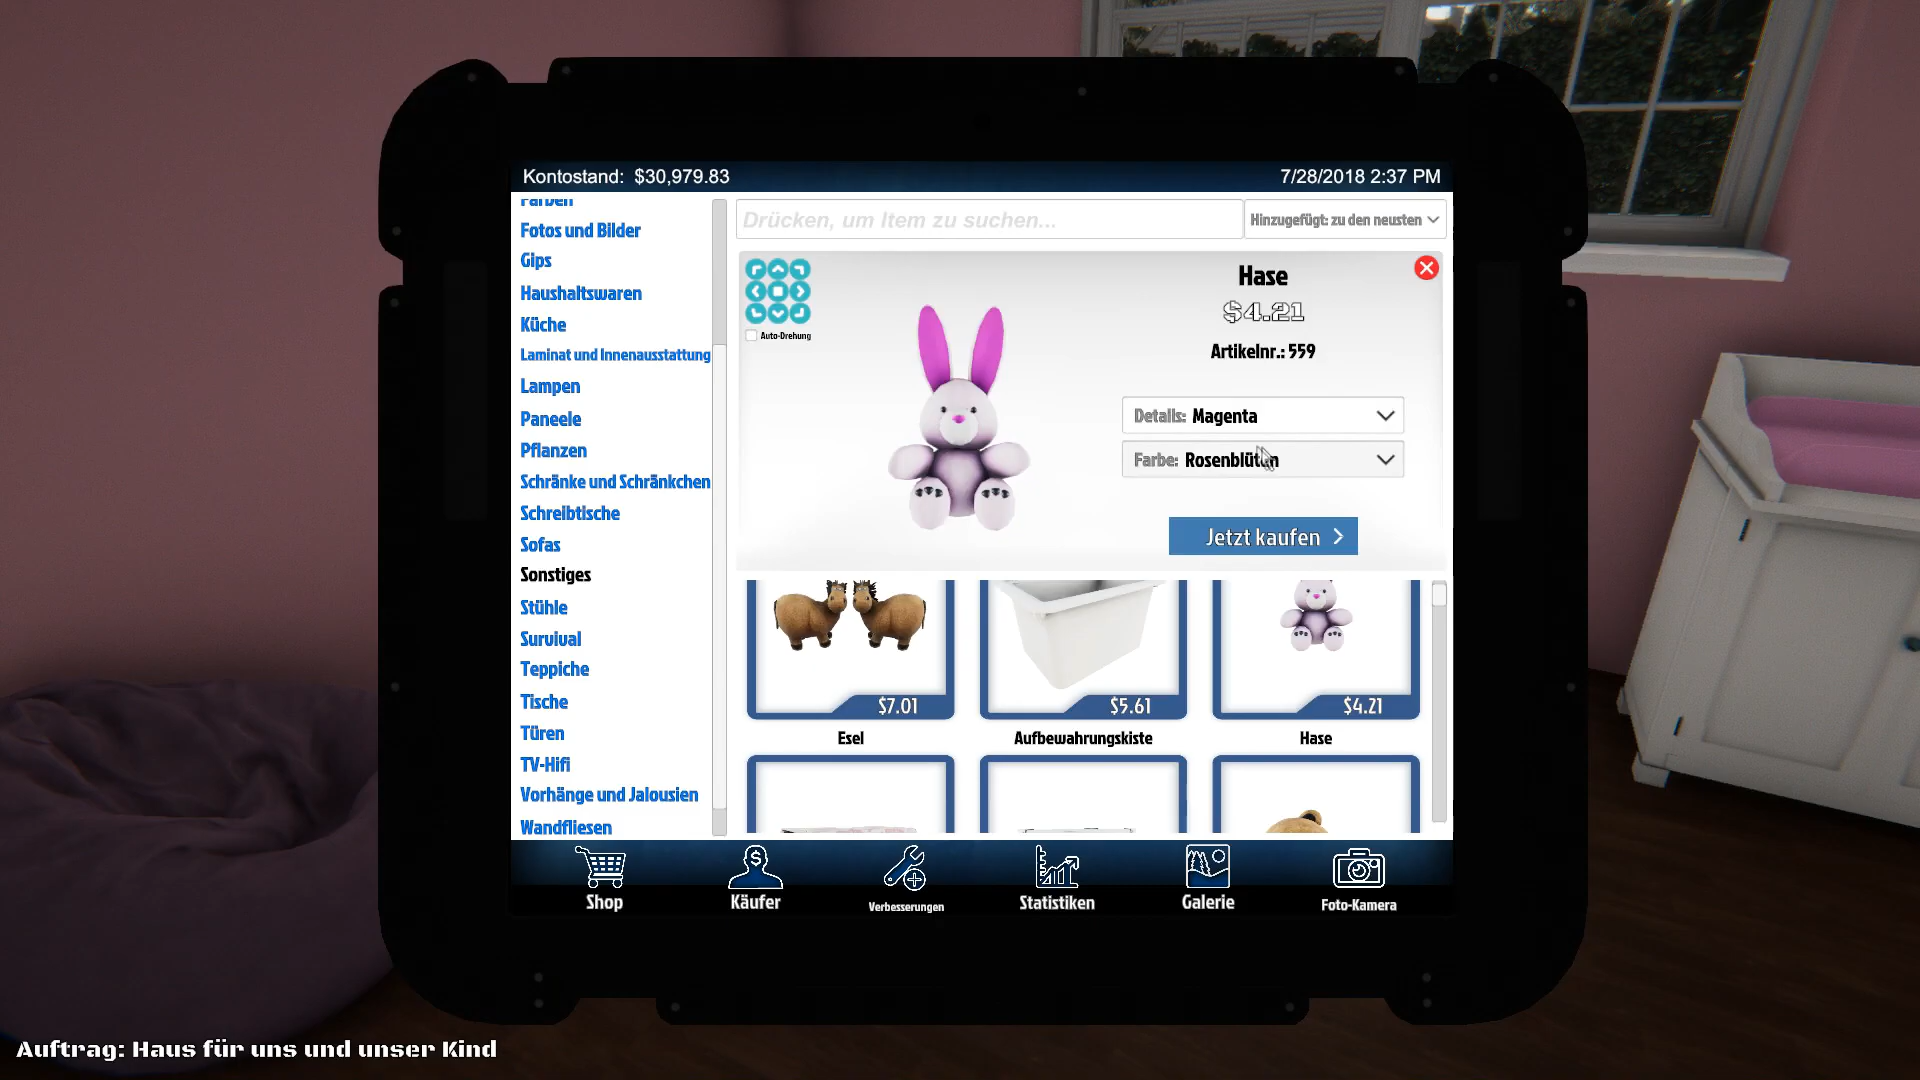 Kontostand: $30,979.83
7/28/2018 2:37 PM
Farben
Fotos und Bilder
Gips
Haushaltswaren
Küche
Laminat und Innenausstattung
Lampen
Paneele
Pflanzen
Schränke und Schränkchen
Schreibtische
Sofas
Sonstiges
Stühle
Survival
Teppiche
Tische
Türen
TV-Hifi
Vorhänge und Jalousien
Wandfliesen
Drücken, um Item zu suchen...
Hinzugefügt: zu den neusten
Auto-Drehung
Hase
$4.21
Artikelnr.: 559
Details: Magenta
Farbe: Rosenblüten
Jetzt kaufen
$7.01
$5.61
$4.21
Esel
Aufbewahrungskiste
Hase
Shop
Käufer
Verbesserungen
Statistiken
Galerie
Foto-Kamera
Auftrag: Haus für uns und unser Kind